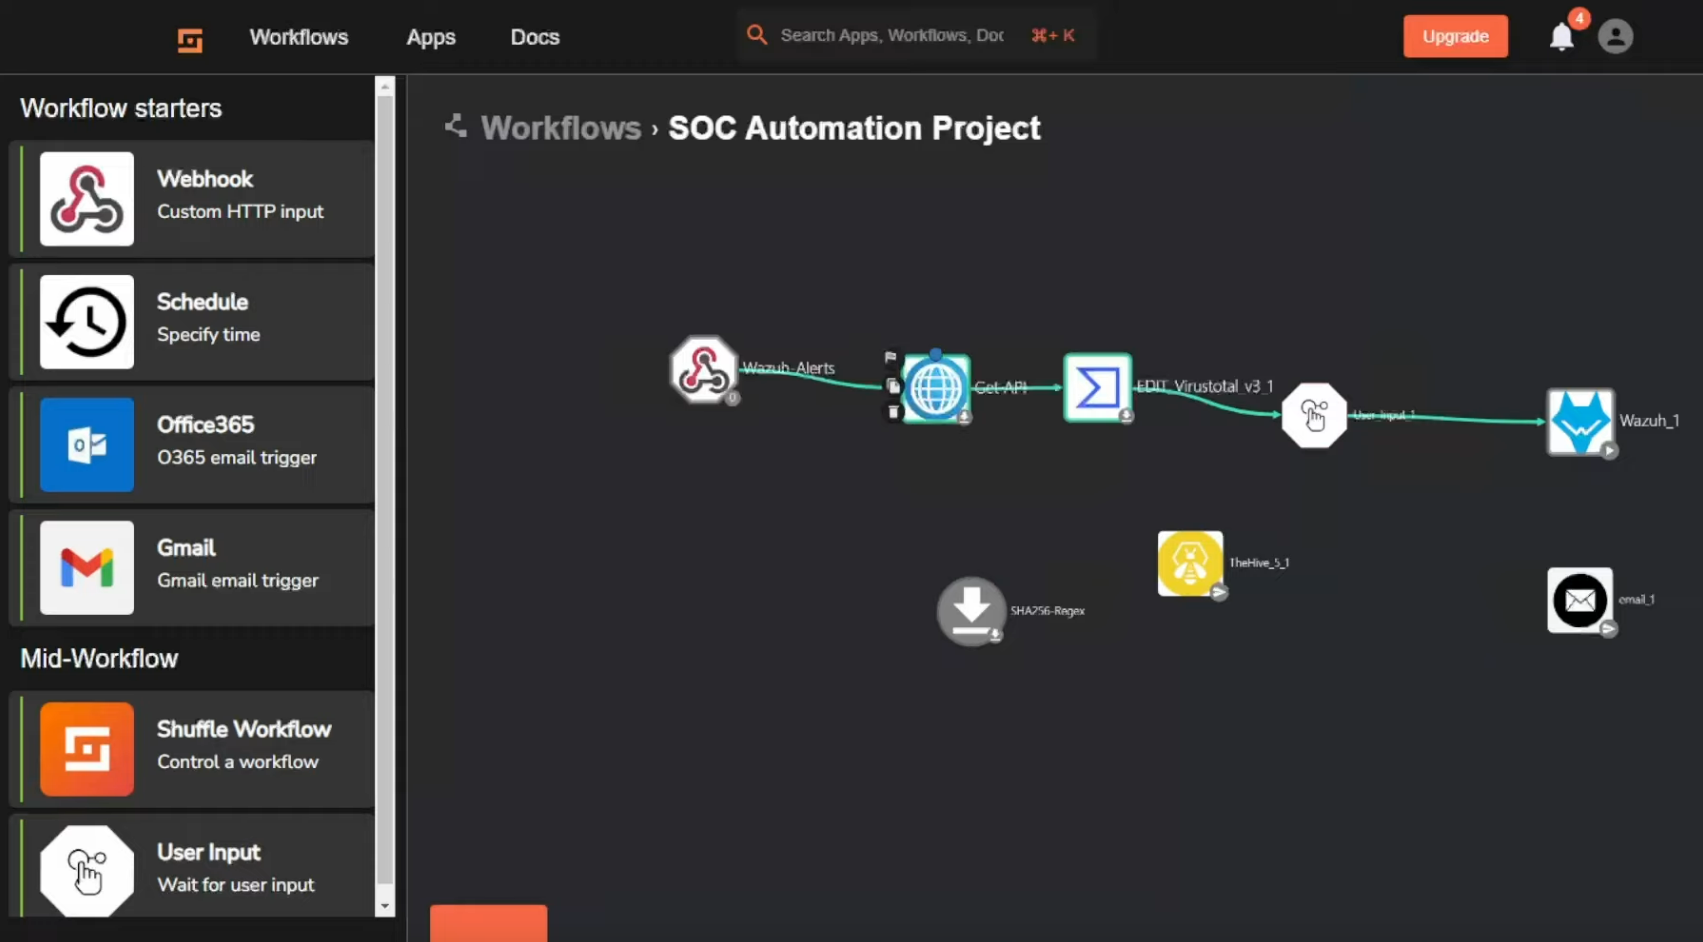 Workflows Apps Docs Search Apps, Workflows, Doc ⌘+ K Upgrade 4
Workflow starters
Webhook
Custom HTTP input
Schedule
Specify time
Office365
O365 email trigger
Gmail
Gmail email trigger
Mid-Workflow
Shuffle Workflow
Control a workflow
User Input
Wait for user input
Workflows › SOC Automation Project
Wazuh-Alerts
0
Get-API
EDIT_Virustotal_v3_1
User_input_1
Wazuh_1
TheHive_5_1
SHA256-Regex
email_1